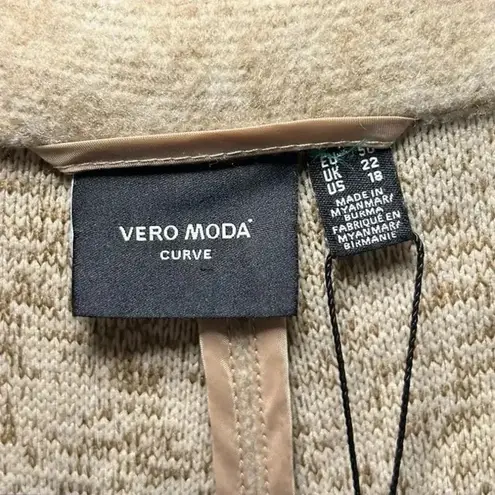 VERO MODA
CURVE
EU 50
UK 22
US 18
MADE IN
MYANMAR/
BURMA
FABRIQUÉ EN
MYANMAR/
BIRMANIE